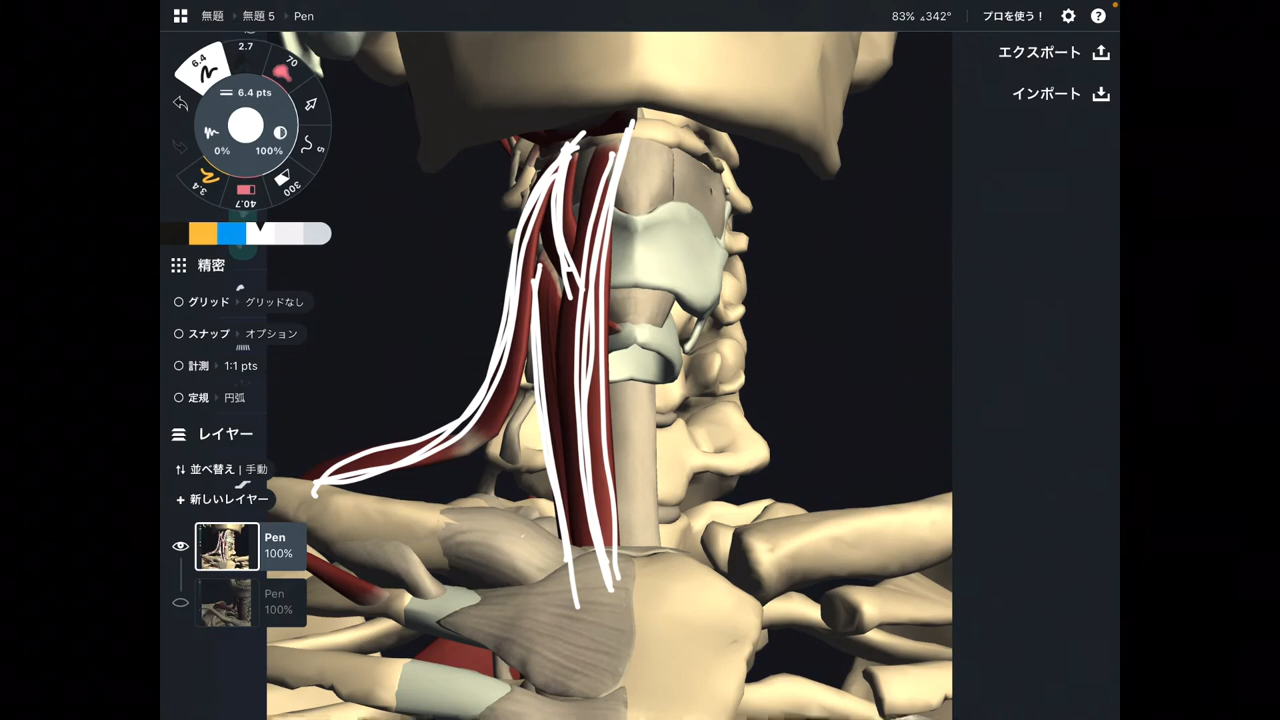 無題 無題 5 Pen
83% ⊿342° プロを使う！
エクスポート
インポート
2.7
6.4
70
6.4 pts
5
0% 100%
3.4
300
40.7
精密
グリッド グリッドなし
スナップ オプション
計測 1:1 pts
定規 円弧
レイヤー
並べ替え | 手動
+ 新しいレイヤー
Pen
100%
Pen
100%